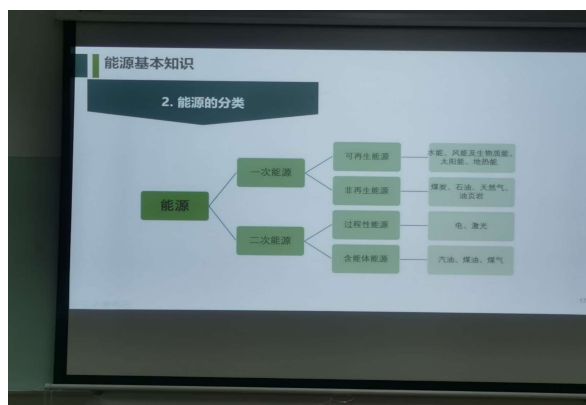 能源基本知识
2. 能源的分类
能源
一次能源
二次能源
可再生能源
非再生能源
过程性能源
含能体能源
水能、风能及生物质能、
太阳能、地热能
煤炭、石油、天然气、
油页岩
电、激光
汽油、煤油、煤气